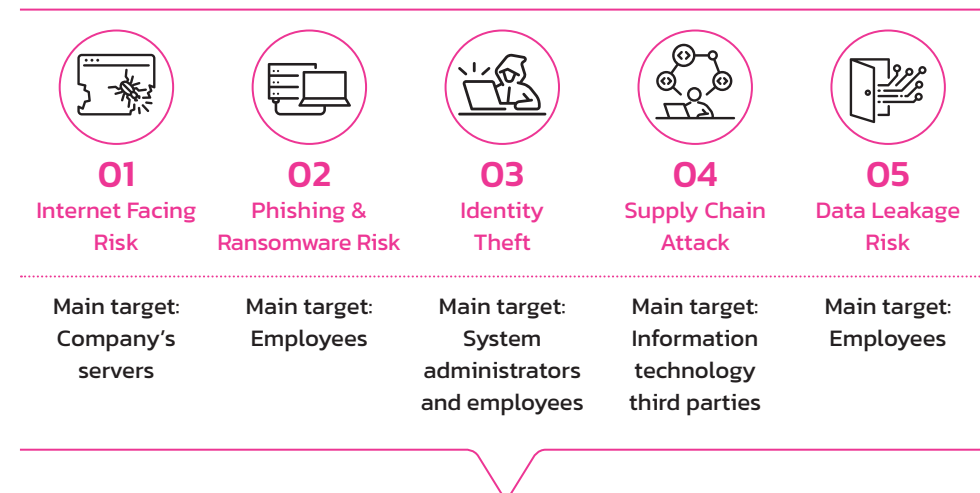 01
Internet Facing
Risk
Main target:
Company's
servers
02
Phishing &
Ransomware Risk
Main target:
Employees
03
Identity
Theft
Main target:
System
administrators
and employees
04
Supply Chain
Attack
Main target:
Information
technology
third parties
05
Data Leakage
Risk
Main target:
Employees